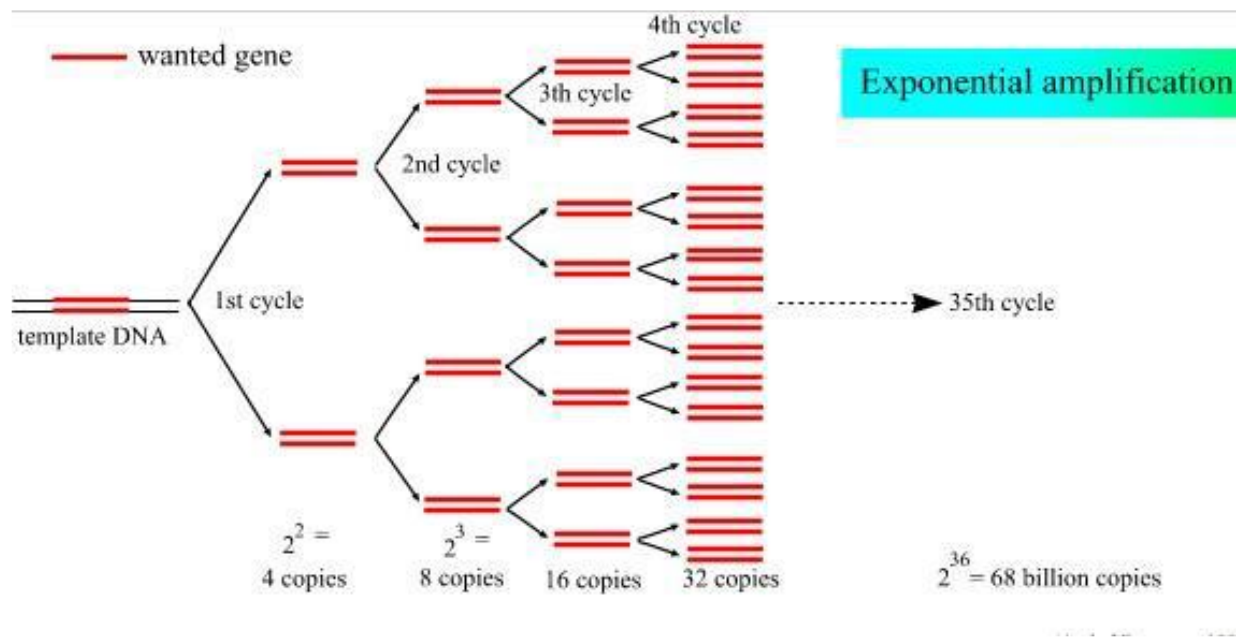 4th cycle
wanted gene
Exponential amplification
3th cycle
2nd cycle
1st cycle
35th cycle
template DNA
2^2 =
4 copies
2^3 =
8 copies
16 copies
32 copies
2^36 = 68 billion copies